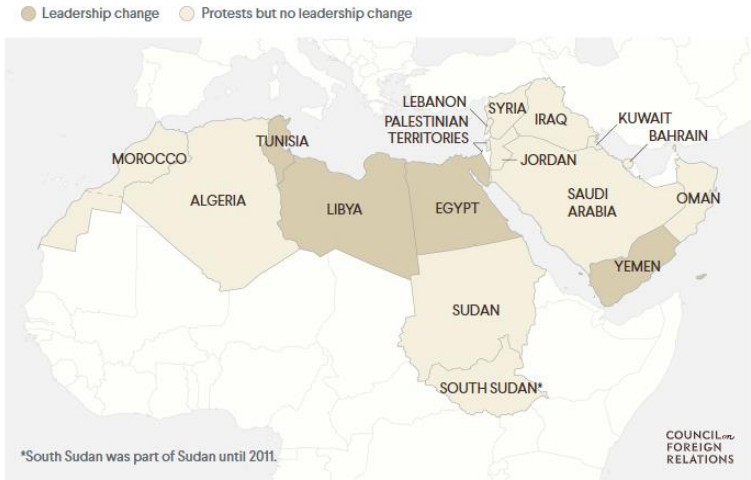 Leadership change
Protests but no leadership change
LEBANON
SYRIA
PALESTINIAN
TERRITORIES
IRAQ
KUWAIT
BAHRAIN
TUNISIA
MOROCCO
JORDAN
ALGERIA
LIBYA
EGYPT
SAUDI
ARABIA
OMAN
YEMEN
SUDAN
SOUTH SUDAN*
*South Sudan was part of Sudan until 2011.
COUNCIL on
FOREIGN
RELATIONS